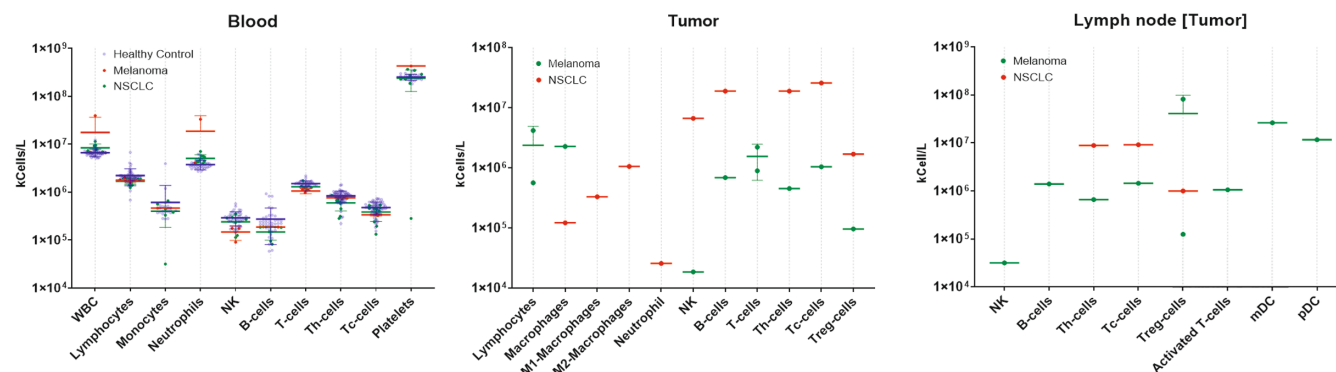 Blood
Healthy Control
Melanoma
NSCLC
kCells/L
1×10⁹
1×10⁸
1×10⁷
1×10⁶
1×10⁵
1×10⁴
WBC
Lymphocytes
Monocytes
Neutrophils
NK
B-cells
T-cells
Th-cells
Tc-cells
Platelets
Tumor
Melanoma
NSCLC
kCells/L
1×10⁸
1×10⁷
1×10⁶
1×10⁵
1×10⁴
Lymphocytes
Macrophages
M1-Macrophages
M2-Macrophages
Neutrophil
NK
B-cells
T-cells
Th-cells
Tc-cells
Treg-cells
Lymph node [Tumor]
Melanoma
NSCLC
kCell/L
1×10⁹
1×10⁸
1×10⁷
1×10⁶
1×10⁵
1×10⁴
NK
B-cells
Th-cells
Tc-cells
Treg-cells
Activated T-cells
mDC
pDC